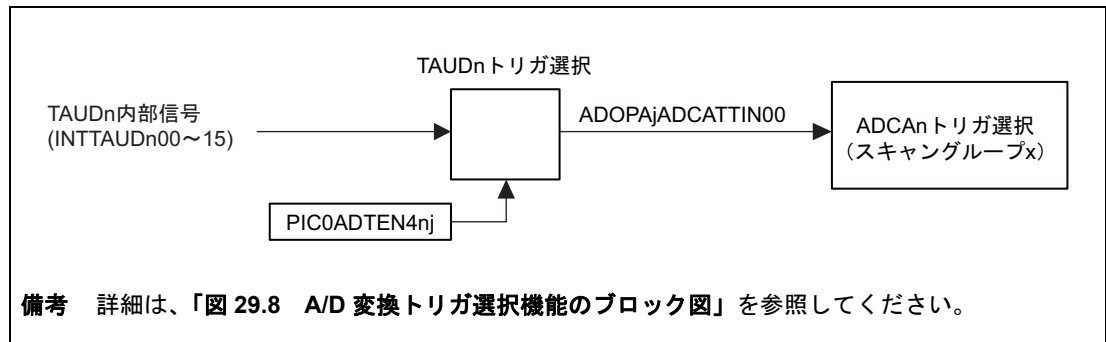 TAUDnトリガ選択
TAUDn内部信号
(INTTAUDn00～15)
ADOPAjADCATTIN00
ADCAnトリガ選択
（スキャングループx）
PIC0ADTEN4nj
備考 詳細は、「図 29.8 A/D 変換トリガ選択機能のブロック図」を参照してください。